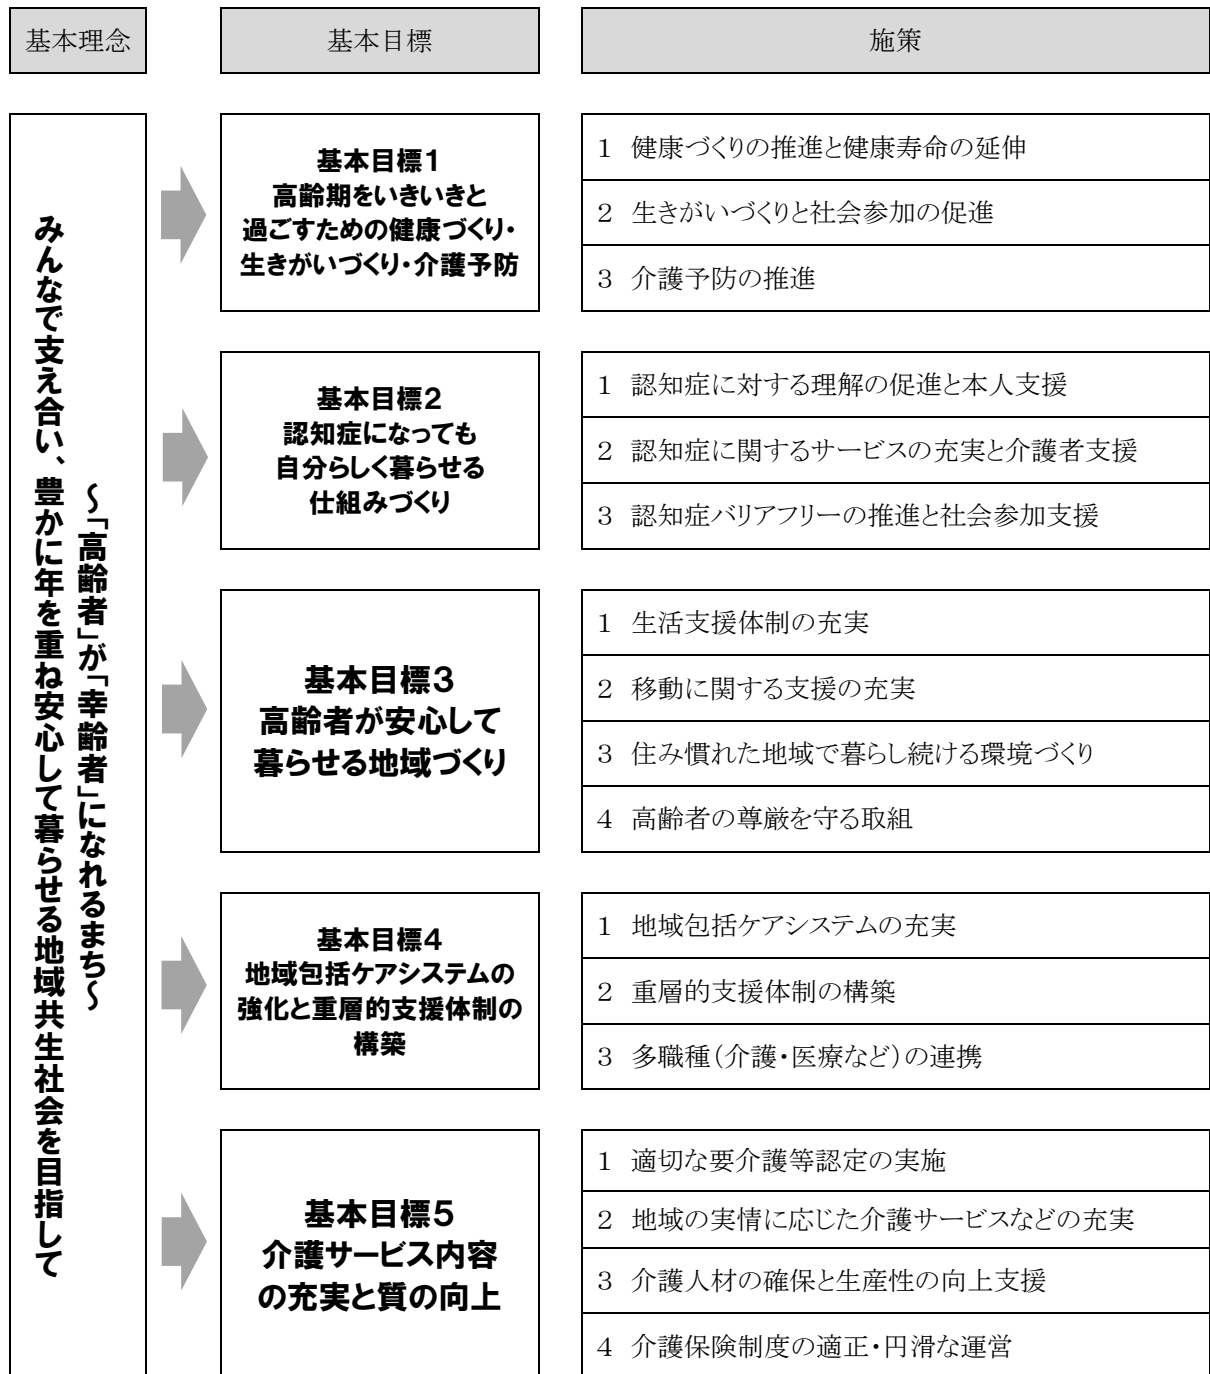 基本理念
基本目標
施策
みんなで支え合い、豊かに年を重ね安心して暮らせる地域共生社会を目指して
～「高齢者」が「幸齢者」になれるまち～
基本目標1
高齢期をいきいきと
過ごすための健康づくり・
生きがいづくり・介護予防
1 健康づくりの推進と健康寿命の延伸
2 生きがいづくりと社会参加の促進
3 介護予防の推進
基本目標2
認知症になっても
自分らしく暮らせる
仕組みづくり
1 認知症に対する理解の促進と本人支援
2 認知症に関するサービスの充実と介護者支援
3 認知症バリアフリーの推進と社会参加支援
基本目標3
高齢者が安心して
暮らせる地域づくり
1 生活支援体制の充実
2 移動に関する支援の充実
3 住み慣れた地域で暮らし続ける環境づくり
4 高齢者の尊厳を守る取組
基本目標4
地域包括ケアシステムの
強化と重層的支援体制の
構築
1 地域包括ケアシステムの充実
2 重層的支援体制の構築
3 多職種(介護・医療など)の連携
基本目標5
介護サービス内容
の充実と質の向上
1 適切な要介護等認定の実施
2 地域の実情に応じた介護サービスなどの充実
3 介護人材の確保と生産性の向上支援
4 介護保険制度の適正・円滑な運営